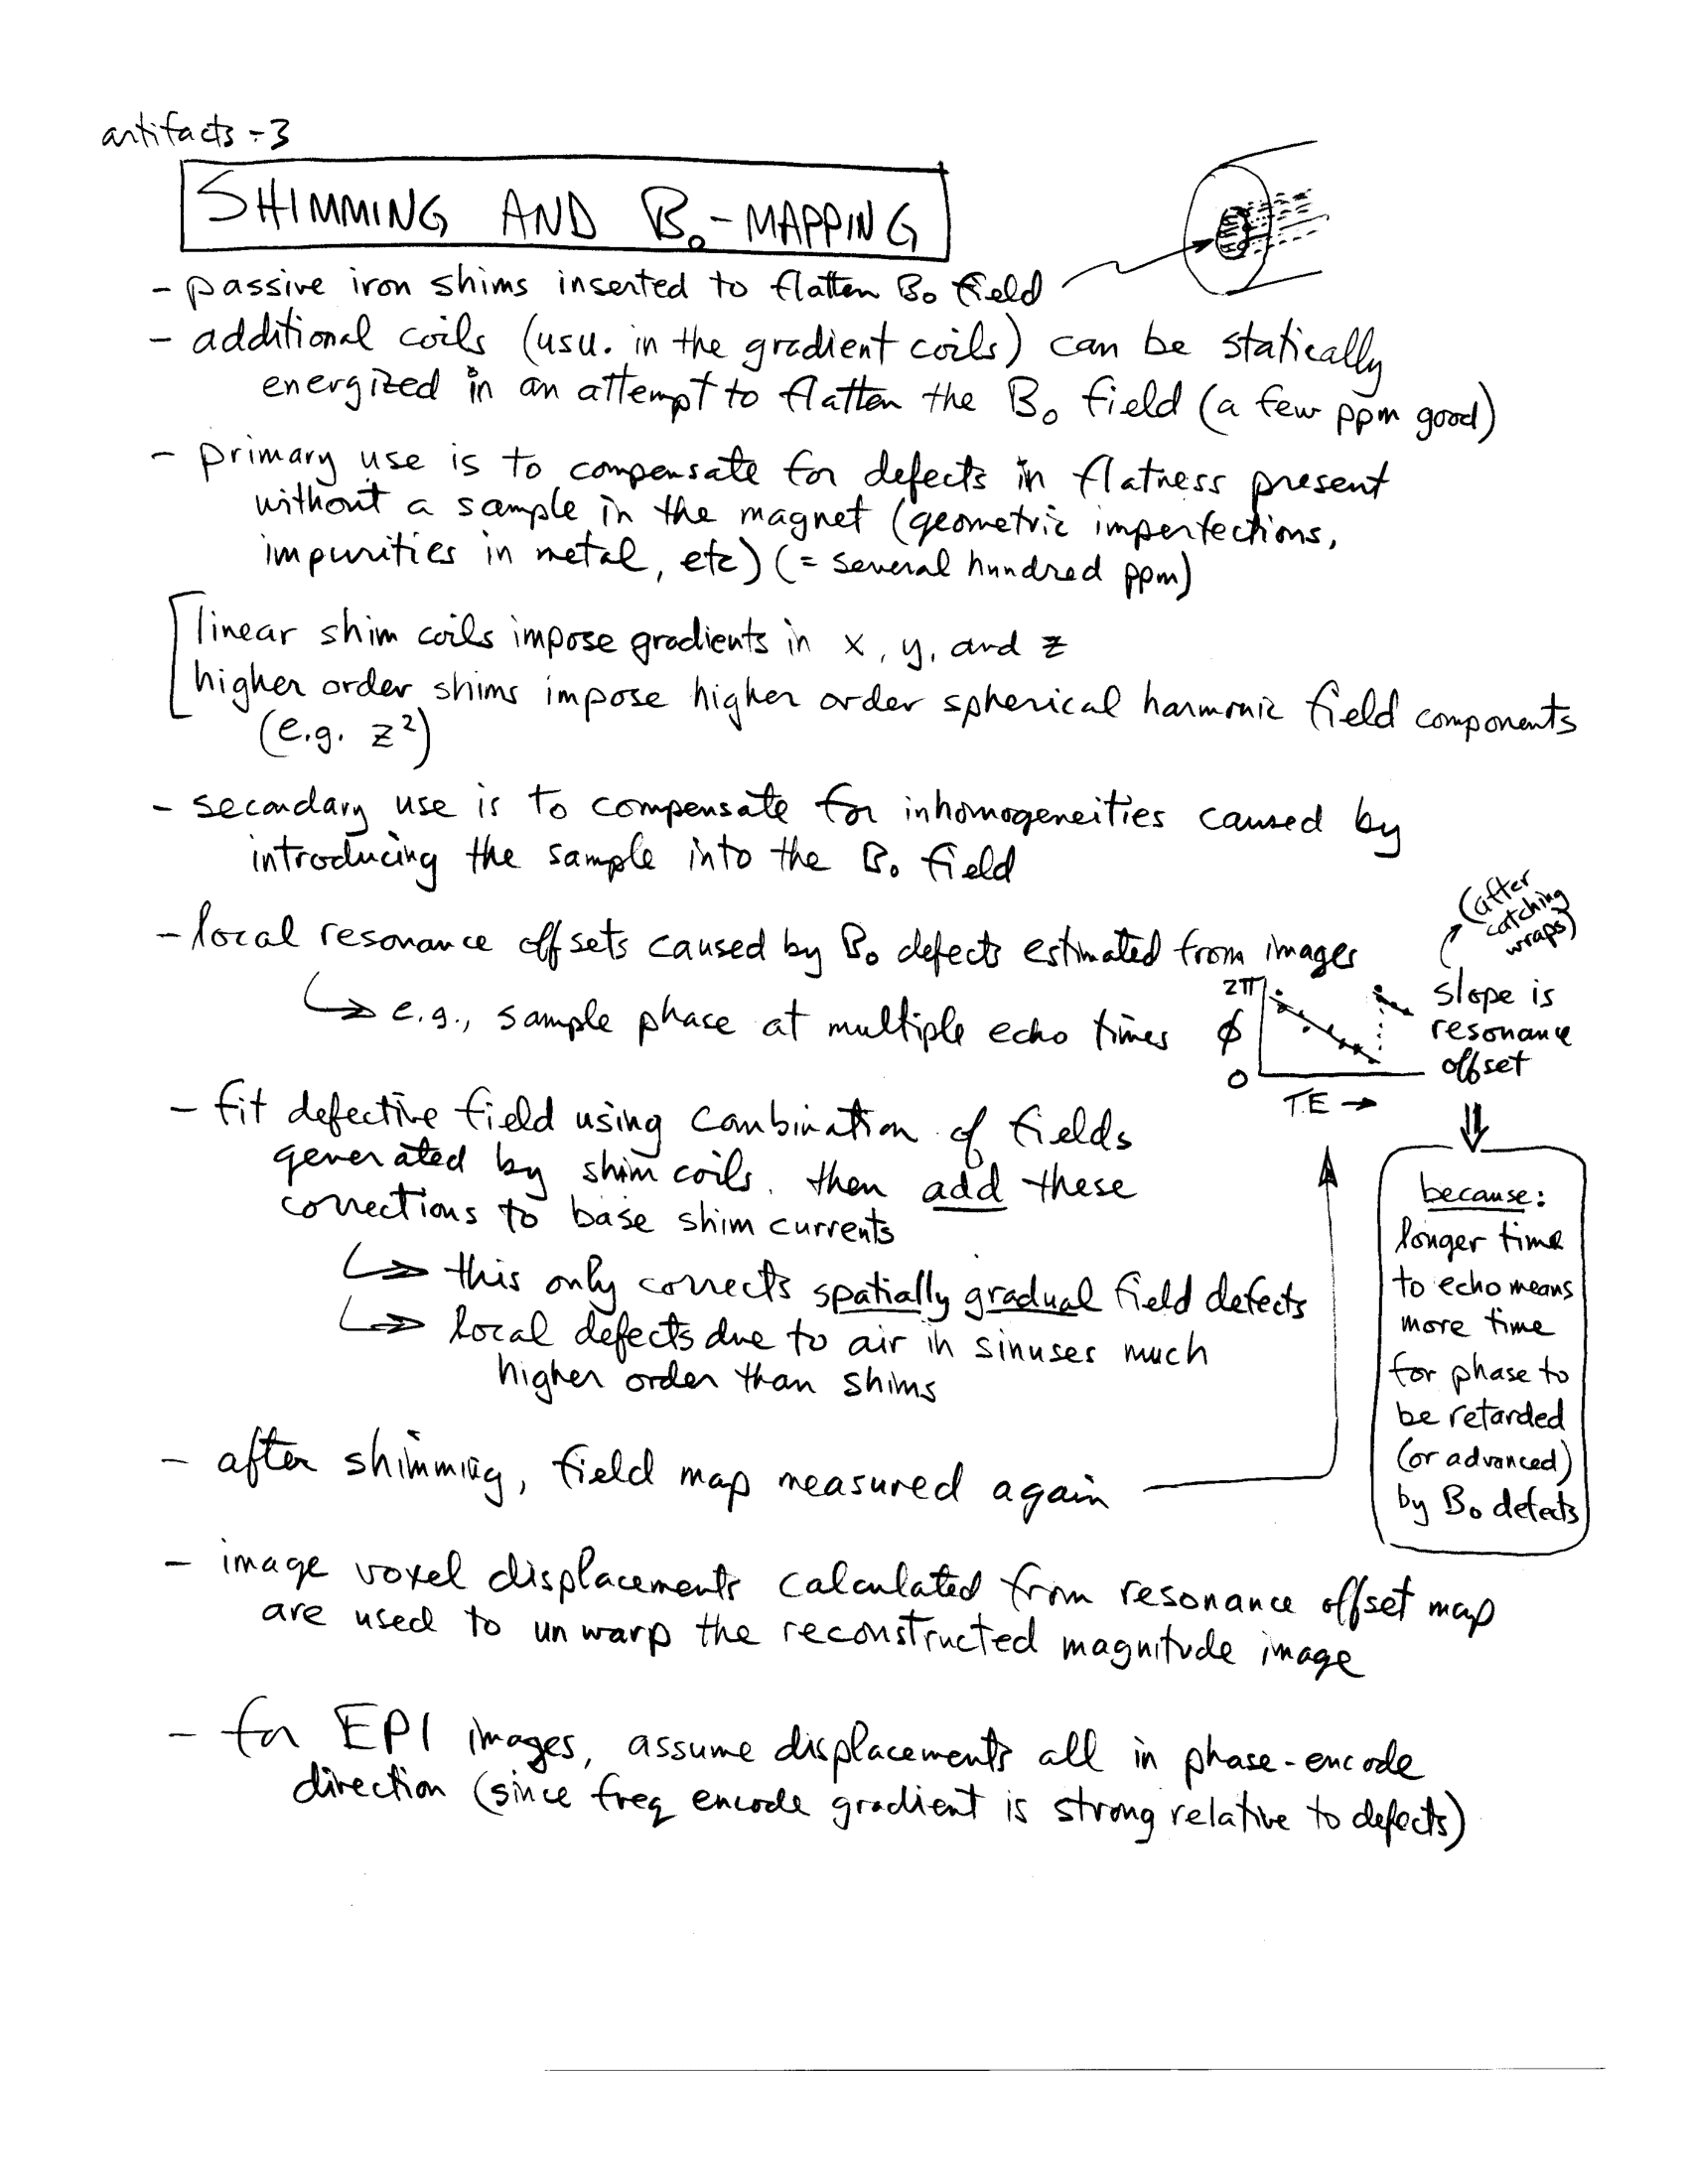 artifacts-3
SHIMMING AND B₀-MAPPING
- passive iron shims inserted to flatten B₀ field
- additional coils (usu. in the gradient coils) can be statically
energized in an attempt to flatten the B₀ field (a few ppm good)
- primary use is to compensate for defects in flatness present
without a sample in the magnet (geometric imperfections,
impurities in metal, etc) (= several hundred ppm)
linear shim coils impose gradients in x, y, and z
higher order shims impose higher order spherical harmonic field components
(e.g. z²)
- secondary use is to compensate for inhomogeneities caused by
introducing the sample into the B₀ field
- local resonance offsets caused by B₀ defects estimated from images
↳ e.g., sample phase at multiple echo times
2π
ϕ
0
TE →
(after
catching
wraps)
slope is
resonance
offset
⇓
because:
longer time
to echo means
more time
for phase to
be retarded
(or advanced)
by B₀ defects
- fit defective field using combination of fields
generated by shim coils. then add these
corrections to base shim currents
↳ this only corrects spatially gradual field defects
↳ local defects due to air in sinuses much
higher order than shims
- after shimming, field map measured again
- image voxel displacements calculated from resonance offset map
are used to unwarp the reconstructed magnitude image
- for EPI images, assume displacements all in phase-encode
direction (since freq encode gradient is strong relative to defects)